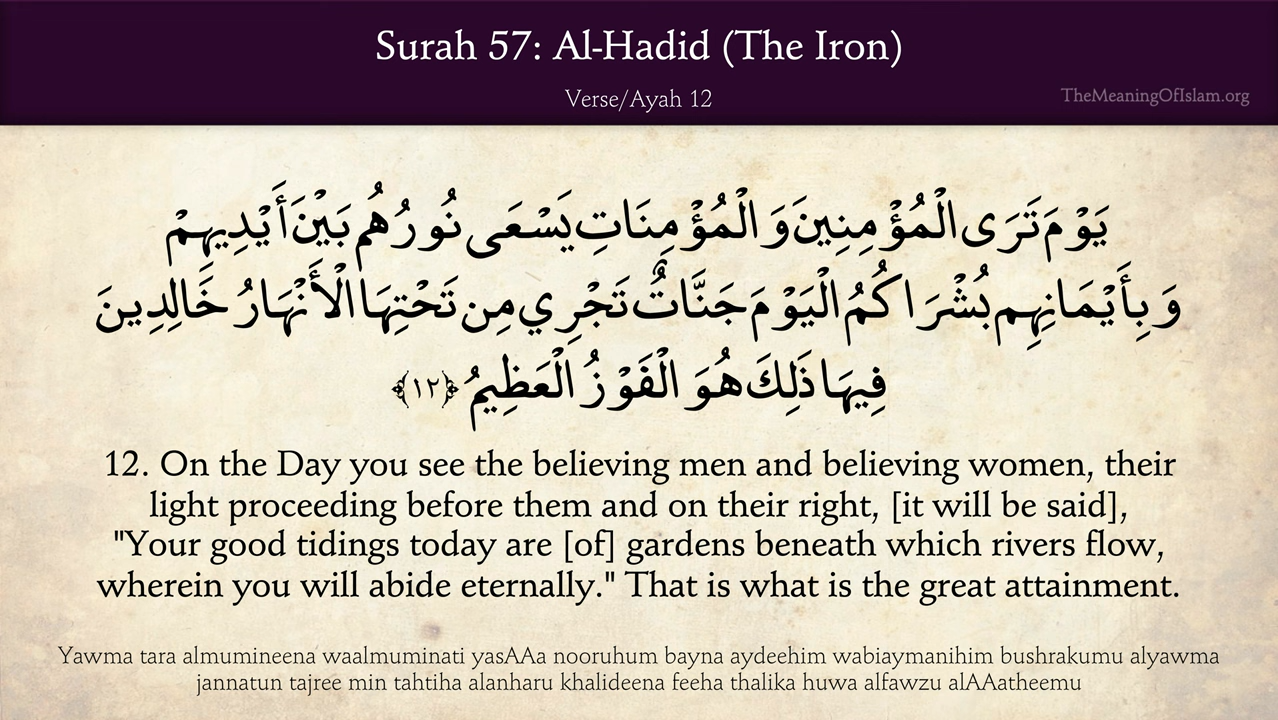 Surah 57: Al-Hadid (The Iron)
Verse/Ayah 12
TheMeaningOfIslam.org
يَوْمَ تَرَى الْمُؤْمِنِينَ وَالْمُؤْمِنَاتِ يَسْعَى نُورُهُم بَيْنَ أَيْدِيهِمْ
وَبِأَيْمَانِهِم بُشْرَاكُمُ الْيَوْمَ جَنَّاتٌ تَجْرِي مِن تَحْتِهَا الْأَنْهَارُ خَالِدِينَ
فِيهَا ذَلِكَ هُوَ الْفَوْزُ الْعَظِيمُ ﴿١٢﴾
12. On the Day you see the believing men and believing women, their
light proceeding before them and on their right, [it will be said],
"Your good tidings today are [of] gardens beneath which rivers flow,
wherein you will abide eternally." That is what is the great attainment.
Yawma tara almumineena waalmuminati yasAAa nooruhum bayna aydeehim wabiaymanihim bushrakumu alyawma
jannatun tajree min tahtiha alanharu khalideena feeha thalika huwa alfawzu alAAatheemu